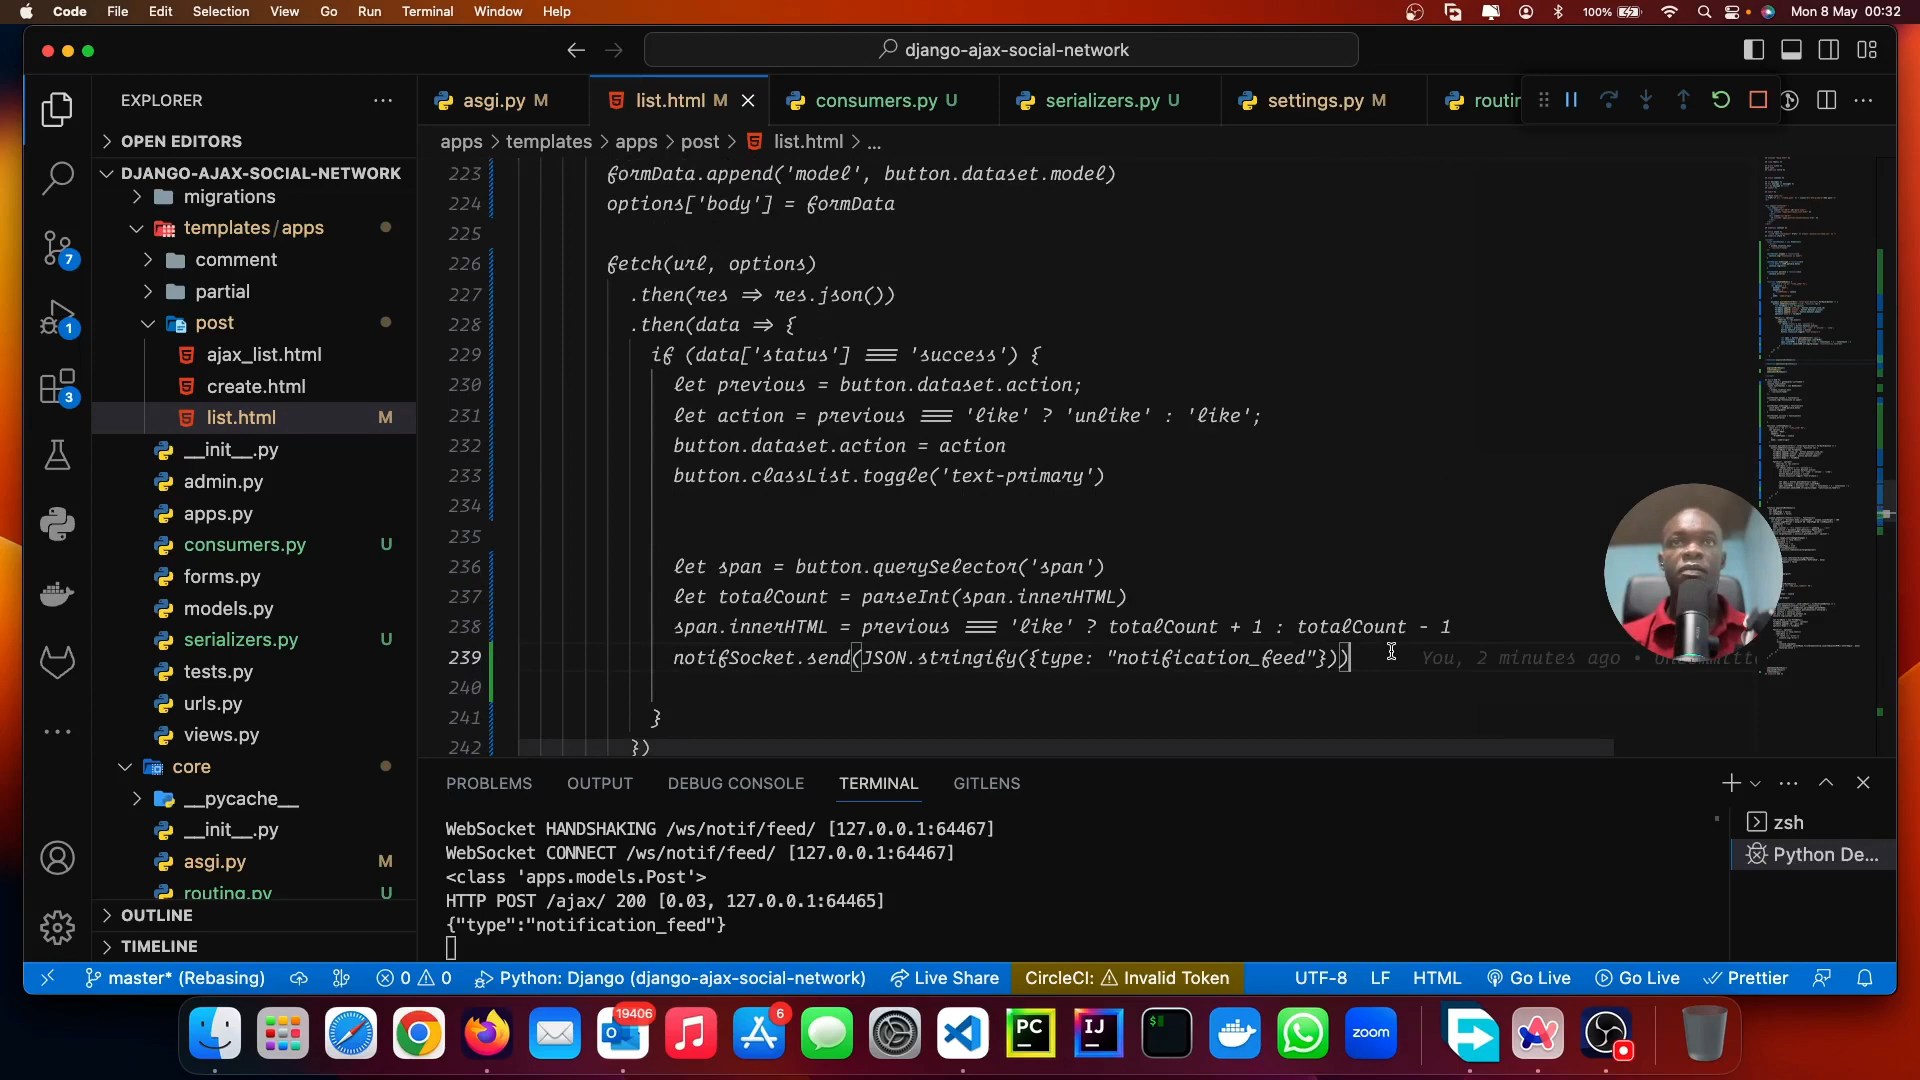 Code File Edit Selection View Go Run Terminal Window Help 100% Mon 8 May 00:32
django-ajax-social-network
EXPLORER
asgi.py M list.html M consumers.py U serializers.py U settings.py M routin
OPEN EDITORS
apps > templates > apps > post > list.html > ...
DJANGO-AJAX-SOCIAL-NETWORK
migrations
templates/apps
comment
partial
post
ajax_list.html
create.html
list.html M
__init__.py
admin.py
apps.py
consumers.py U
forms.py
models.py
serializers.py U
tests.py
urls.py
views.py
core
__pycache__
__init__.py
asgi.py M
routing.py U
OUTLINE
TIMELINE
7
1
3
223 formData.append('model', button.dataset.model)
224 options['body'] = formData
225
226 fetch(url, options)
227 .then(res => res.json())
228 .then(data => {
229 if (data['status'] === 'success') {
230 let previous = button.dataset.action;
231 let action = previous === 'like' ? 'unlike' : 'like';
232 button.dataset.action = action
233 button.classList.toggle('text-primary')
234
235
236 let span = button.querySelector('span')
237 let totalCount = parseInt(span.innerHTML)
238 span.innerHTML = previous === 'like' ? totalCount + 1 : totalCount - 1
239 notifSocket.send(JSON.stringify({type: "notification_feed"})) You, 2 minutes ago •
240
241 }
242 })
PROBLEMS OUTPUT DEBUG CONSOLE TERMINAL GITLENS
WebSocket HANDSHAKING /ws/notif/feed/ [127.0.0.1:64467]
WebSocket CONNECT /ws/notif/feed/ [127.0.0.1:64467]
<class 'apps.models.Post'>
HTTP POST /ajax/ 200 [0.03, 127.0.0.1:64465]
{"type":"notification_feed"}
zsh
Python De...
master* (Rebasing) 0 0 Python: Django (django-ajax-social-network) Live Share CircleCI: Invalid Token UTF-8 LF HTML Go Live Go Live Prettier
19406
6
PC
IJ
zoom